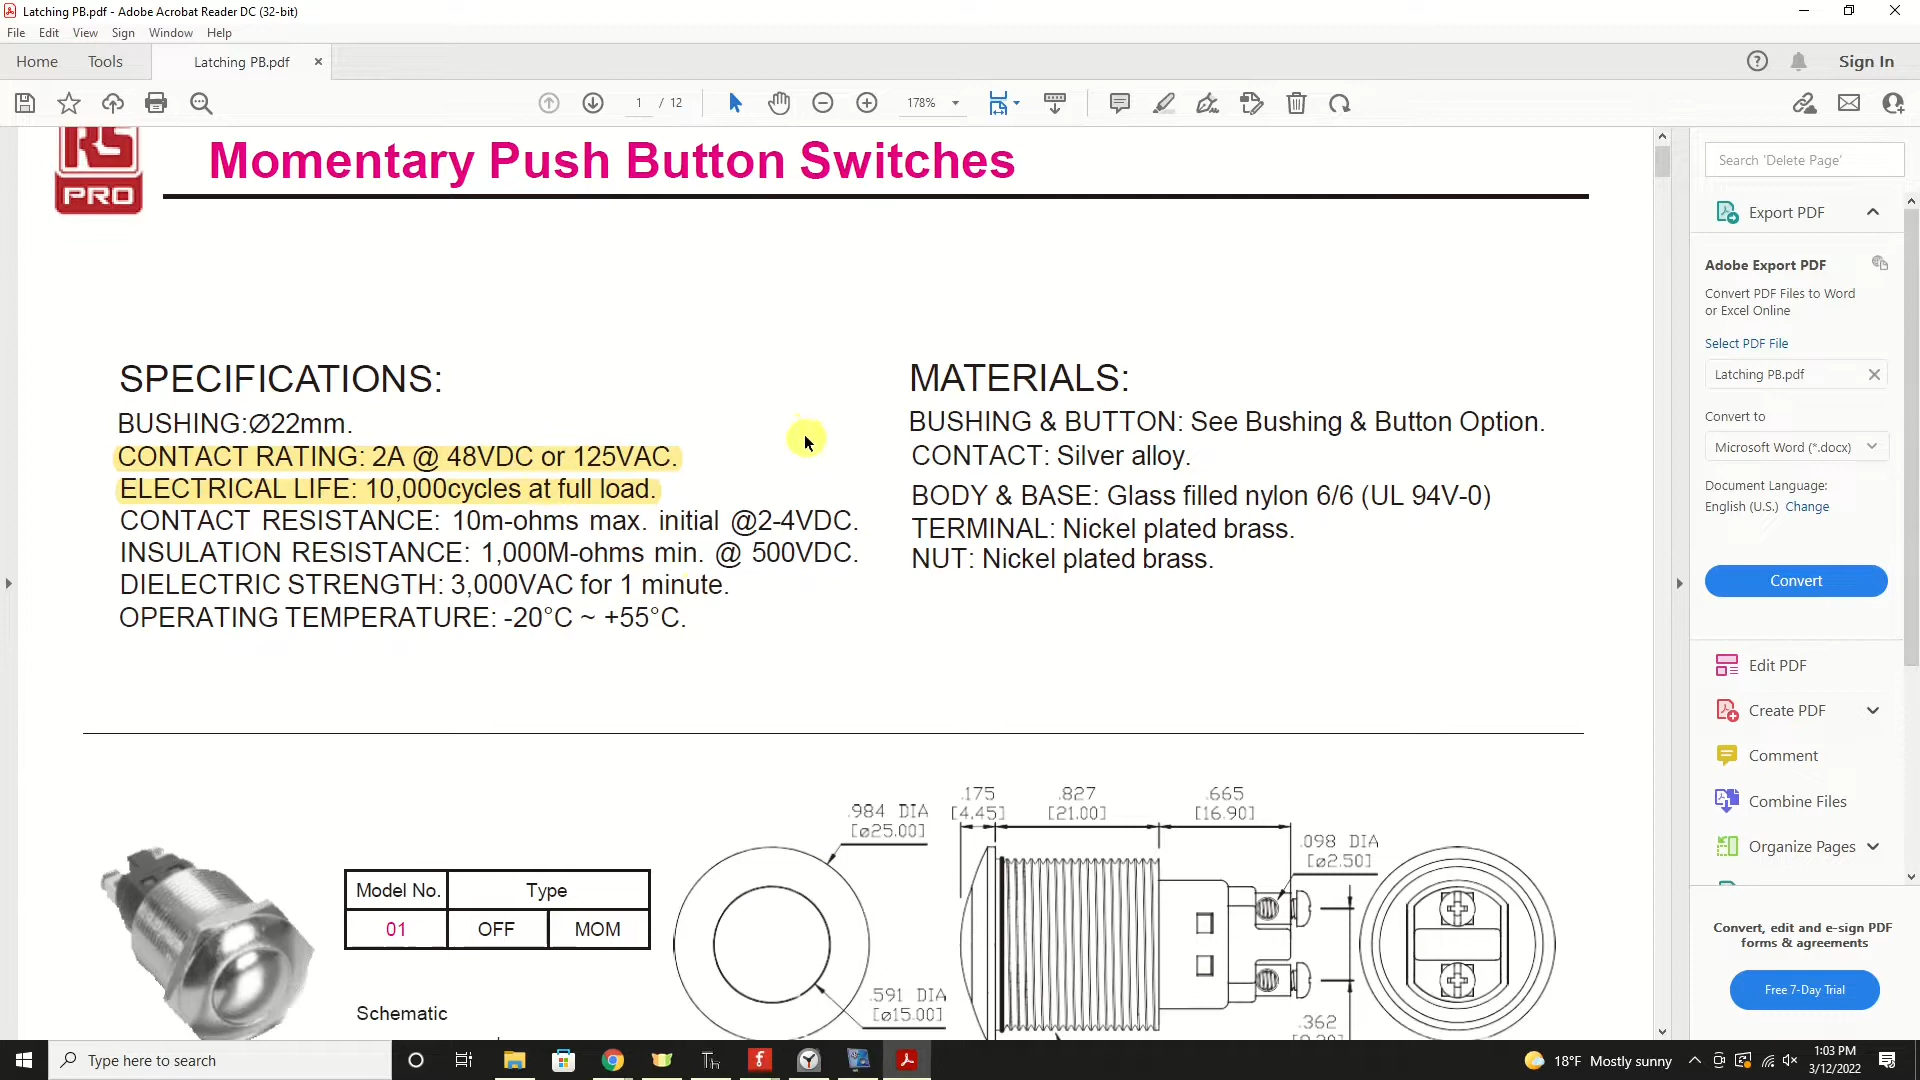 Latching PB.pdf - Adobe Acrobat Reader DC (32-bit)
File Edit View Sign Window Help
Home Tools Latching PB.pdf × Sign In
1 / 12 178%
RS
PRO
Momentary Push Button Switches
SPECIFICATIONS:
BUSHING:Ø22mm.
CONTACT RATING: 2A @ 48VDC or 125VAC.
ELECTRICAL LIFE: 10,000cycles at full load.
CONTACT RESISTANCE: 10m-ohms max. initial @2-4VDC.
INSULATION RESISTANCE: 1,000M-ohms min. @ 500VDC.
DIELECTRIC STRENGTH: 3,000VAC for 1 minute.
OPERATING TEMPERATURE: -20°C ~ +55°C.
MATERIALS:
BUSHING & BUTTON: See Bushing & Button Option.
CONTACT: Silver alloy.
BODY & BASE: Glass filled nylon 6/6 (UL 94V-0)
TERMINAL: Nickel plated brass.
NUT: Nickel plated brass.
Model No. Type
01 OFF MOM
Schematic
.984 DIA
[ø25.00]
.591 DIA
[ø15.00]
.175
[4.45]
.827
[21.00]
.665
[16.90]
.098 DIA
[ø2.50]
.362
Search 'Delete Page'
Export PDF
Adobe Export PDF
Convert PDF Files to Word
or Excel Online
Select PDF File
Latching PB.pdf
Convert to
Microsoft Word (*.docx)
Document Language:
English (U.S.) Change
Convert
Edit PDF
Create PDF
Comment
Combine Files
Organize Pages
Convert, edit and e-sign PDF
forms & agreements
Free 7-Day Trial
Type here to search
18°F Mostly sunny
1:03 PM
3/12/2022